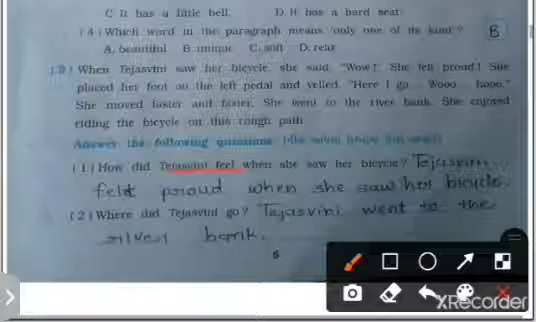 C. It has a little bell. D. It has a hard seat.
(4) Which word in the paragraph means 'only one of its kind'?
A. beautiful B. unique C. soft D. rear
B
When Tejasvini saw her bicycle, she said, "Wow! She felt proud! She
placed her foot on the left pedal and yelled, "Here I go... Wooo... hooo."
She moved faster and faster. She went to the river bank. She enjoyed
riding the bicycle on this rough path.
Answer the following questions
(1) How did Tejasvini feel when she saw her bicycle? Tejasvini
felt proud when she saw her bicycle.
(2) Where did Tejasvini go? Tejasvini went to the
river bank.
XRecorder